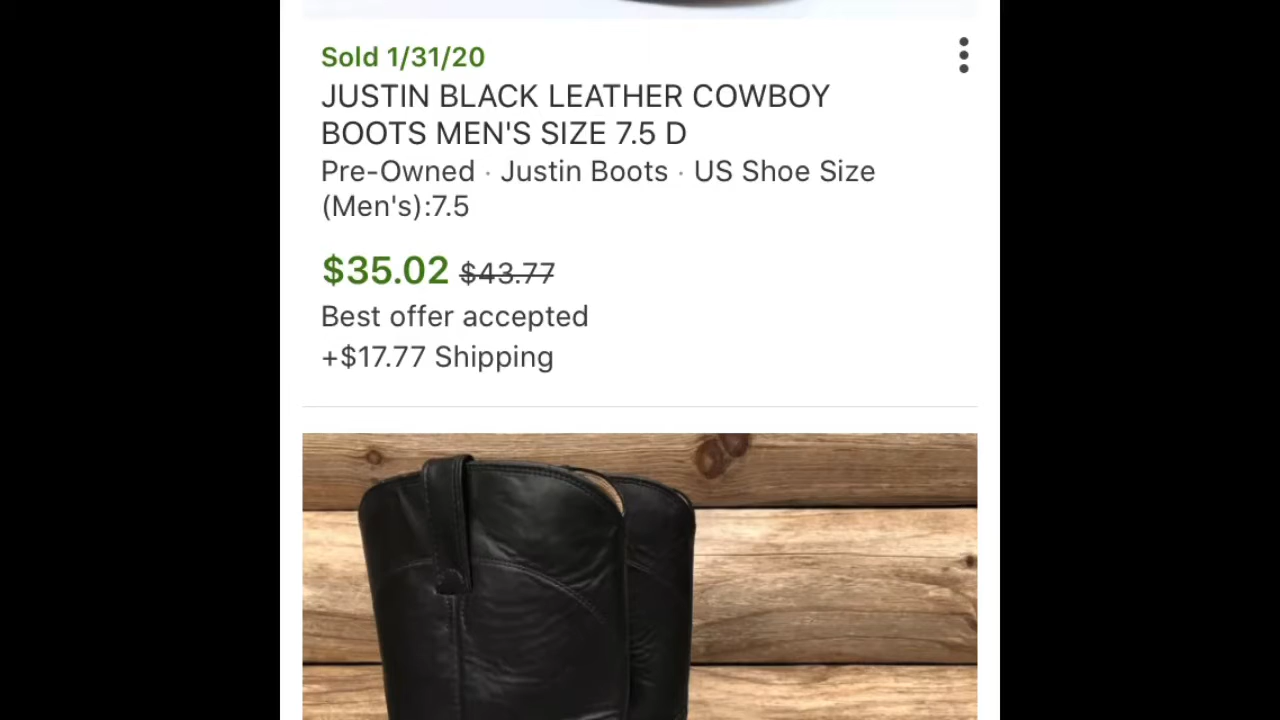 Sold 1/31/20
JUSTIN BLACK LEATHER COWBOY
BOOTS MEN'S SIZE 7.5 D
Pre-Owned · Justin Boots · US Shoe Size
(Men's):7.5
$35.02 $43.77
Best offer accepted
+$17.77 Shipping